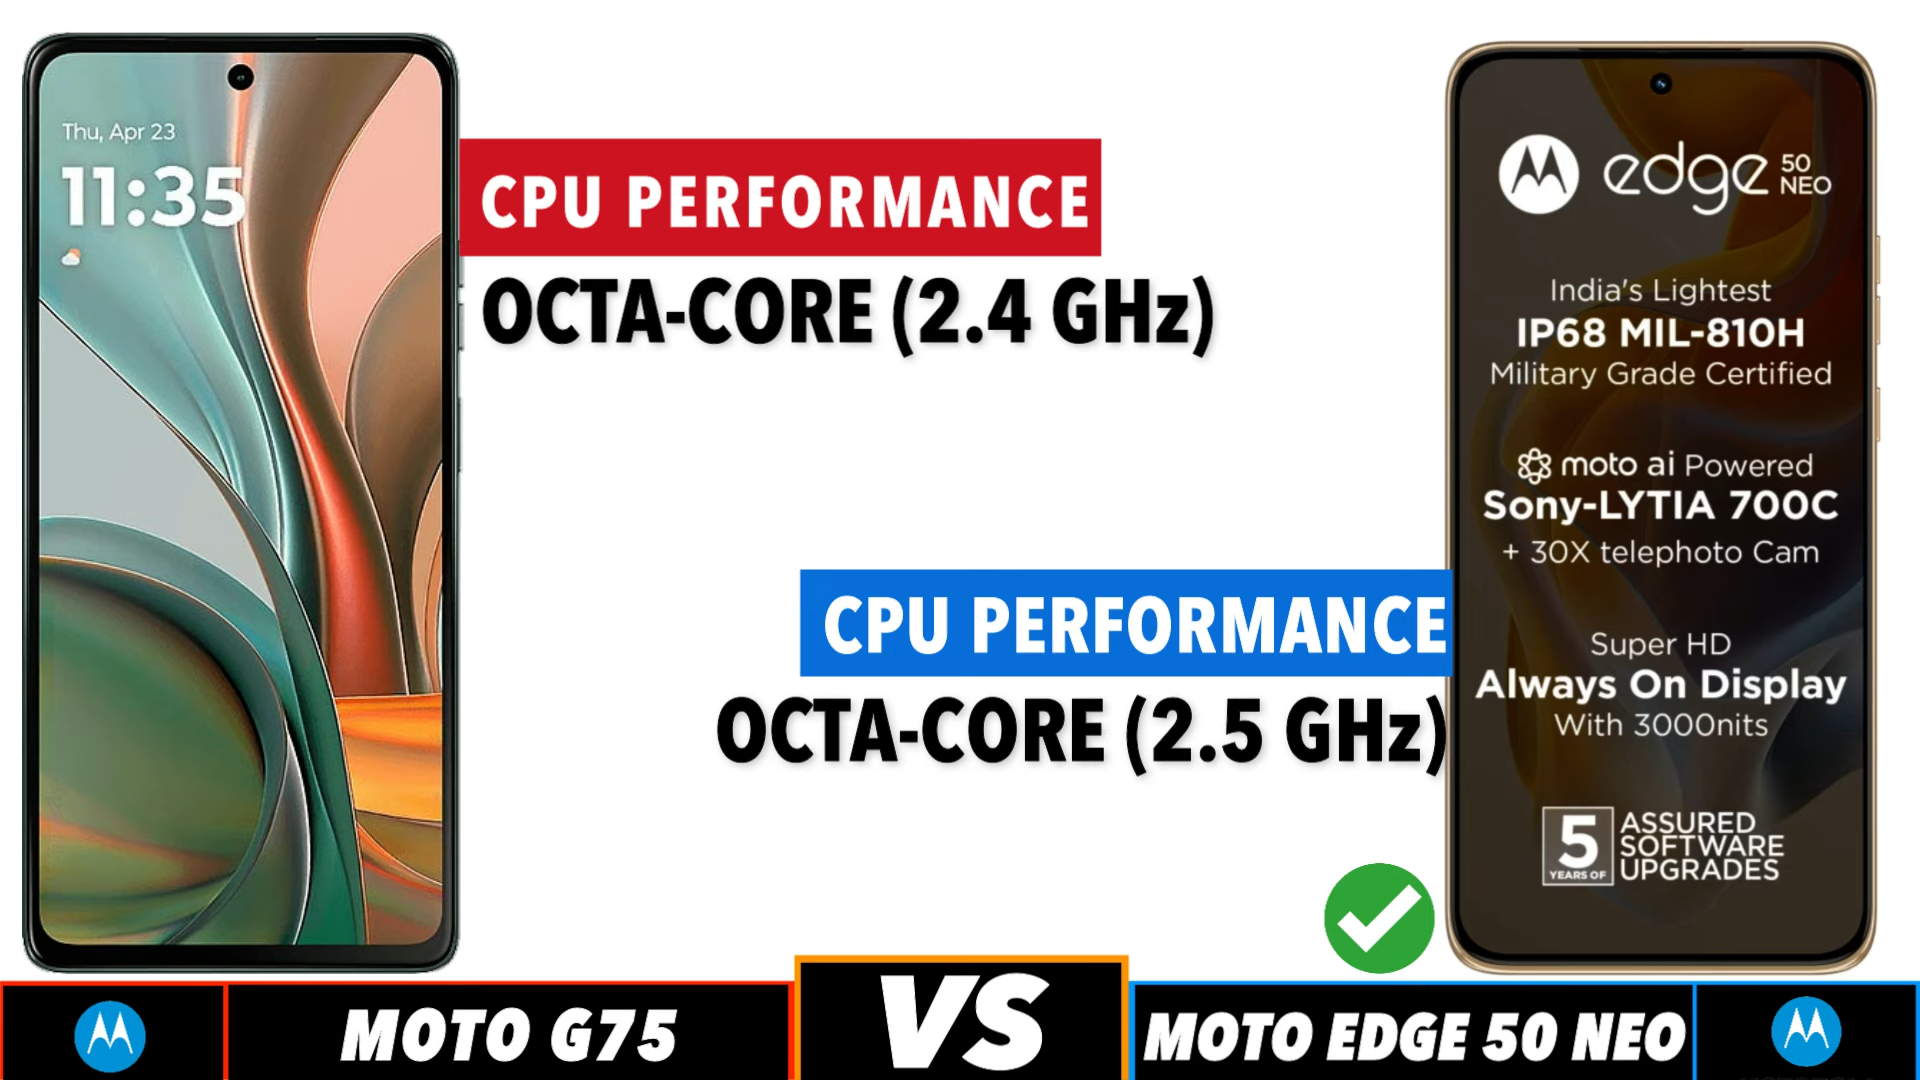 Thu, Apr 23
11:35
CPU PERFORMANCE
OCTA-CORE (2.4 GHz)
CPU PERFORMANCE
OCTA-CORE (2.5 GHz)
edge 50 NEO
India's Lightest
IP68 MIL-810H
Military Grade Certified
moto ai Powered
Sony-LYTIA 700C
+ 30X telephoto Cam
Super HD
Always On Display
With 3000nits
5 YEARS OF
ASSURED
SOFTWARE
UPGRADES
MOTO G75
VS
MOTO EDGE 50 NEO